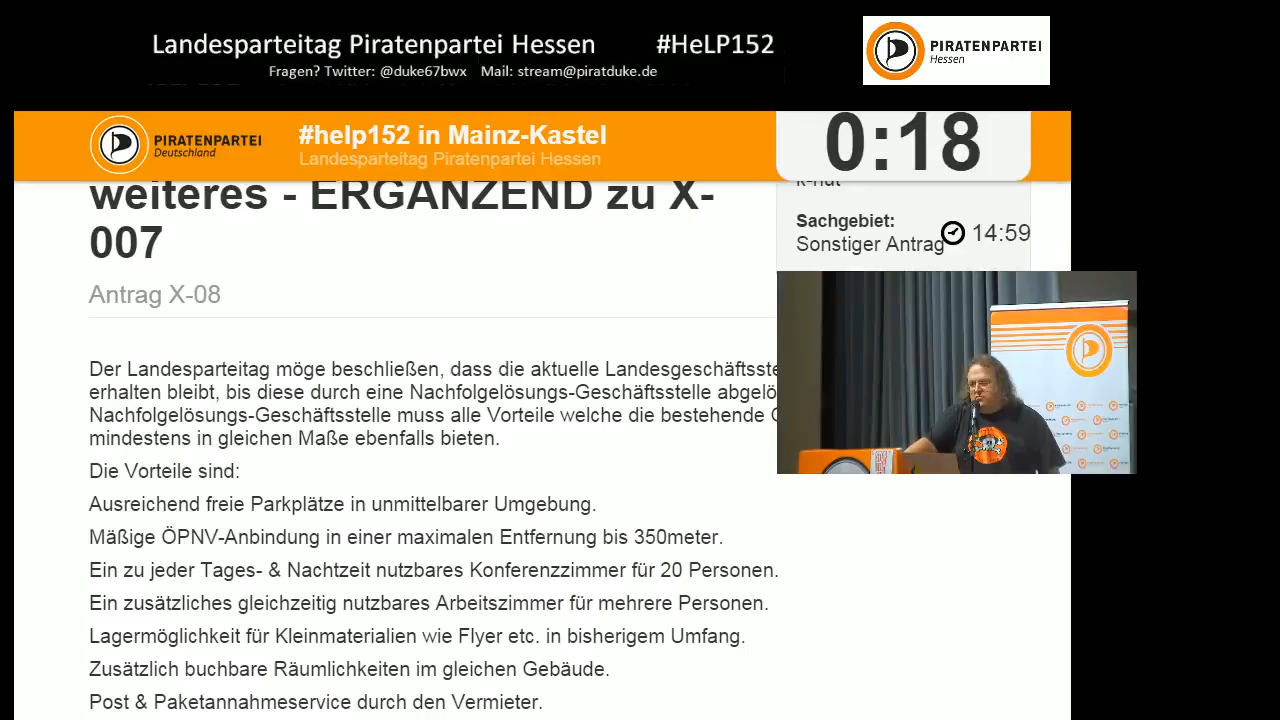 Landesparteitag Piratenpartei Hessen #HeLP152
Fragen? Twitter: @duke67bwx Mail: stream@piratduke.de
PIRATENPARTEI
Hessen
PIRATENPARTEI
Deutschland
#help152 in Mainz-Kastel
Landesparteitag Piratenpartei Hessen
0:18
weiteres - ERGÄNZEND zu X-
007
Sachgebiet:
Sonstiger Antrag
14:59
Antrag X-08
Der Landesparteitag möge beschließen, dass die aktuelle
erhalten bleibt, bis diese durch eine Nachfolgelösungs-Geschäftsstelle
Nachfolgelösungs-Geschäftsstelle muss alle Vorteile welche die bestehende
mindestens in gleichen Maße ebenfalls bieten.
Die Vorteile sind:
Ausreichend freie Parkplätze in unmittelbarer Umgebung.
Mäßige ÖPNV-Anbindung in einer maximalen Entfernung bis 350meter.
Ein zu jeder Tages- & Nachtzeit nutzbares Konferenzzimmer für 20 Personen.
Ein zusätzliches gleichzeitig nutzbares Arbeitszimmer für mehrere Personen.
Lagermöglichkeit für Kleinmaterialien wie Flyer etc. in bisherigem Umfang.
Zusätzlich buchbare Räumlichkeiten im gleichen Gebäude.
Post & Paketannahmeservice durch den Vermieter.